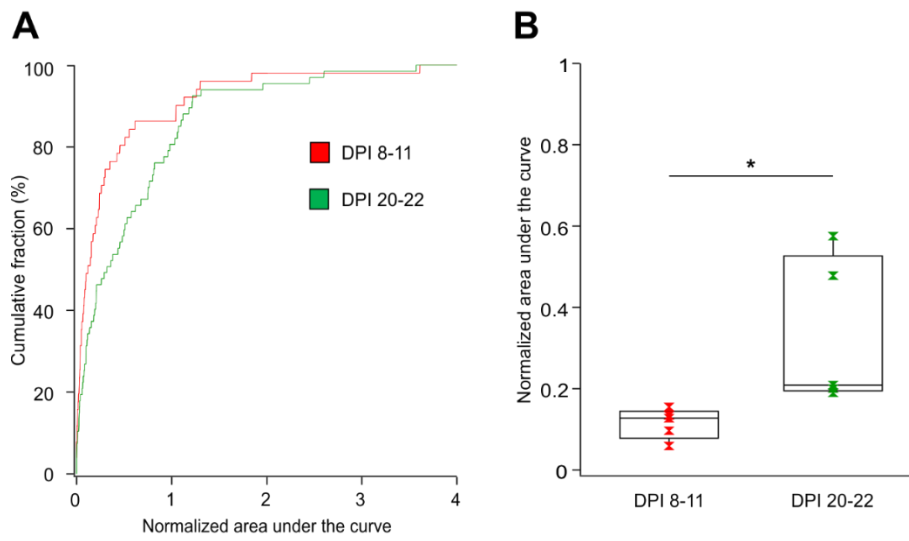 A
Cumulative fraction (%)
100
80
60
40
20
0
0 1 2 3 4
Normalized area under the curve
DPI 8-11
DPI 20-22
B
Normalized area under the curve
1
0.8
0.6
0.4
0.2
0
*
DPI 8-11 DPI 20-22